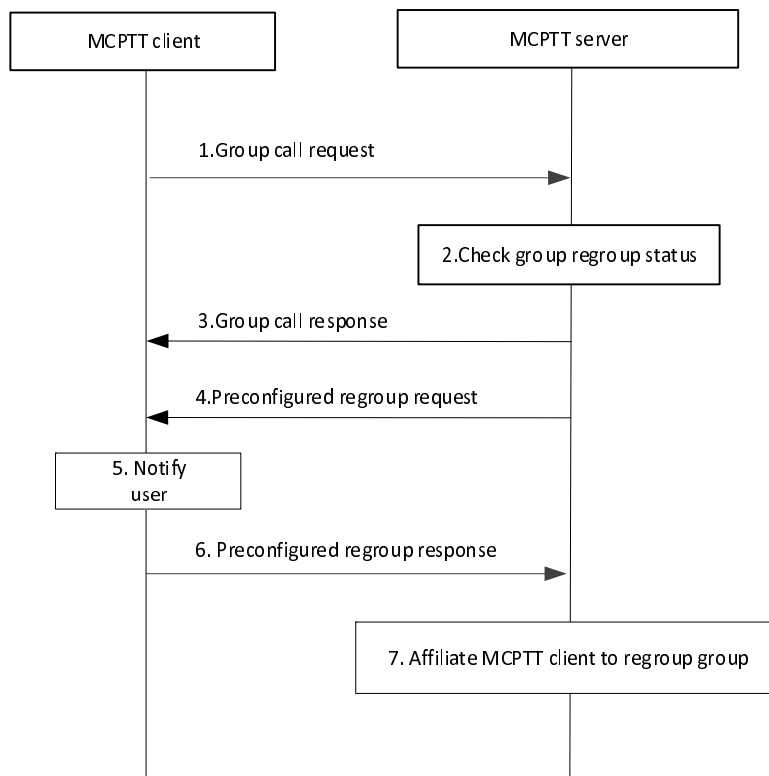 MCPTT client
MCPTT server
1.Group call request
2.Check group regroup status
3.Group call response
4.Preconfigured regroup request
5. Notify
user
6. Preconfigured regroup response
7. Affiliate MCPTT client to regroup group